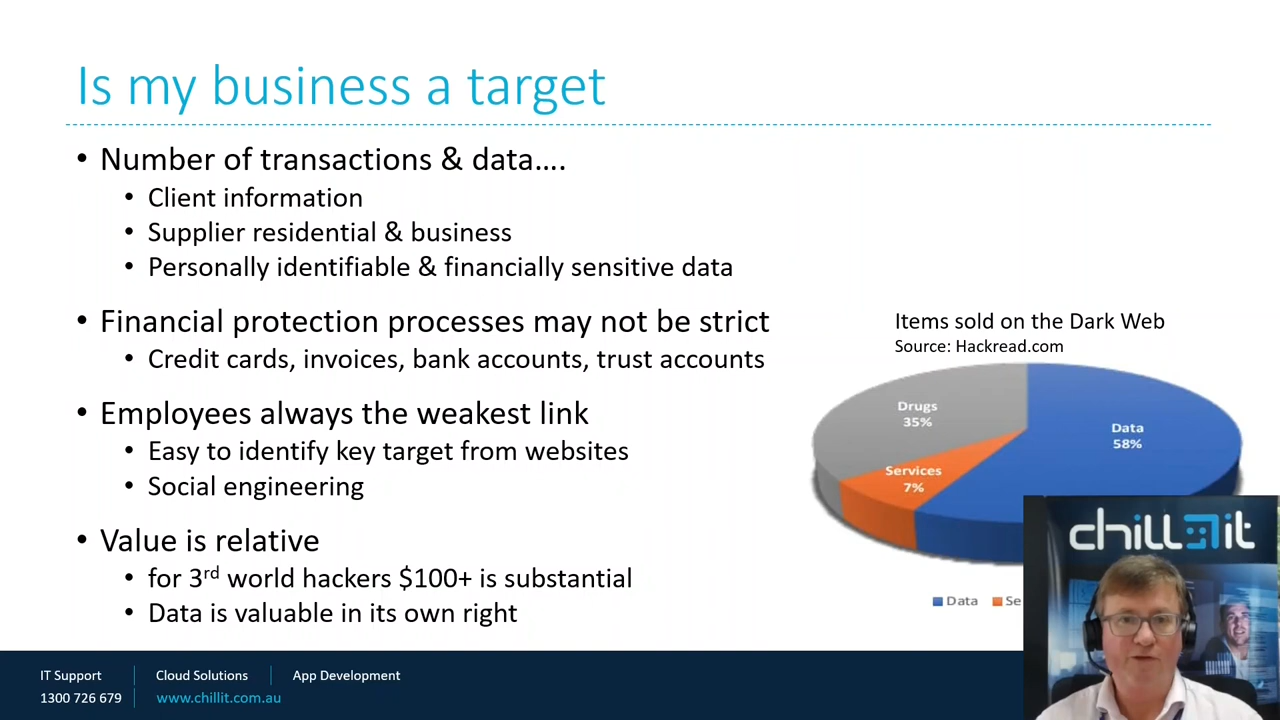 Is my business a target
• Number of transactions & data….
• Client information
• Supplier residential & business
• Personally identifiable & financially sensitive data
• Financial protection processes may not be strict
• Credit cards, invoices, bank accounts, trust accounts
• Employees always the weakest link
• Easy to identify key target from websites
• Social engineering
• Value is relative
• for 3rd world hackers $100+ is substantial
• Data is valuable in its own right
Items sold on the Dark Web
Source: Hackread.com
Drugs
35%
Data
58%
Services
7%
Data Se
chillit
IT Support
Cloud Solutions
App Development
1300 726 679
www.chillit.com.au